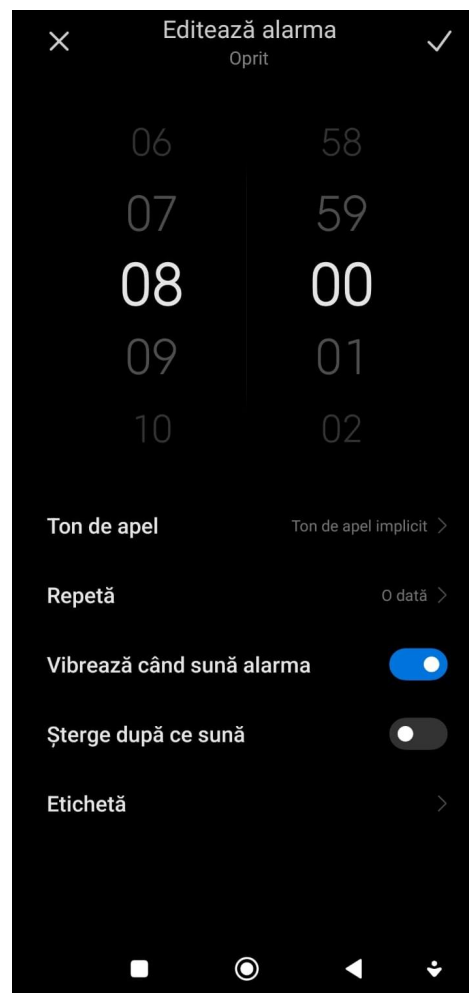 Editează alarma
Oprit
06 58
07 59
08 00
09 01
10 02
Ton de apel Ton de apel implicit
Repetă O dată
Vibrează când sună alarma
Șterge după ce sună
Etichetă